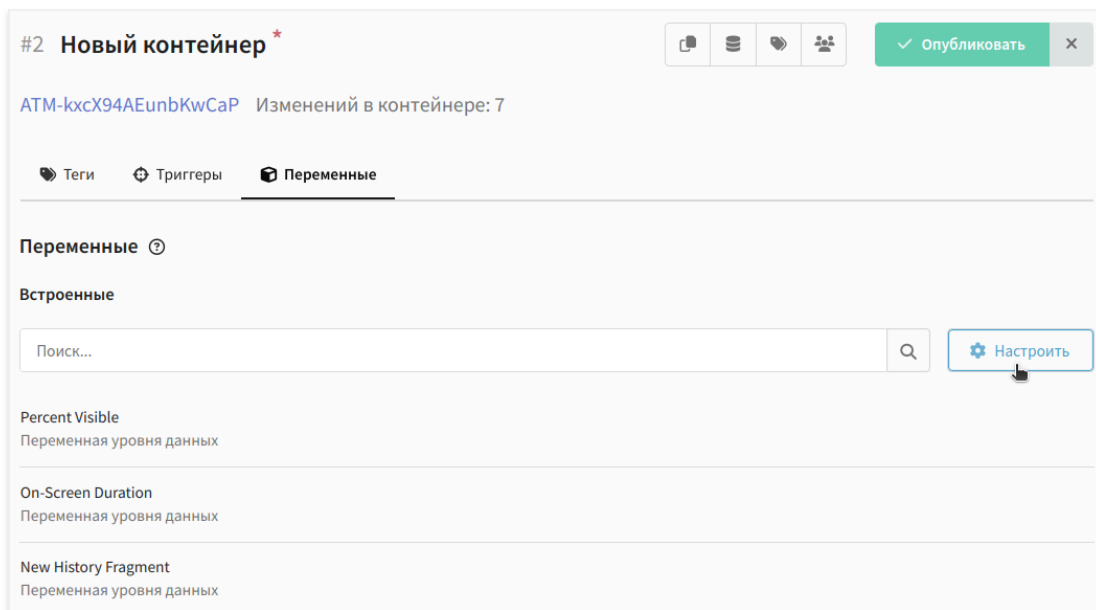 #2 Новый контейнер *
Опубликовать ×
ATM-kxcX94AEunbKwCaP Изменений в контейнере: 7
Теги Триггеры Переменные
Переменные ?
Встроенные
Поиск... Настроить
Percent Visible
Переменная уровня данных
On-Screen Duration
Переменная уровня данных
New History Fragment
Переменная уровня данных